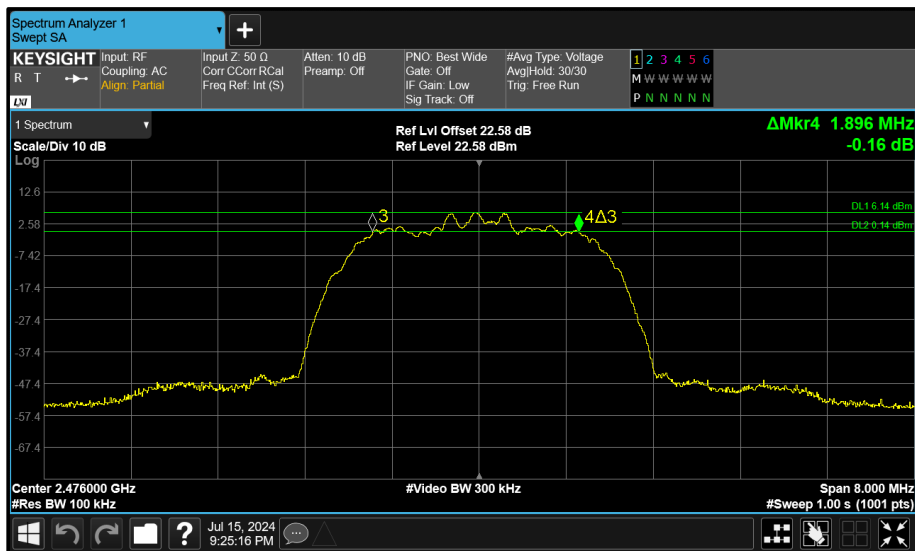 Spectrum Analyzer 1
Swept SA
+
KEYSIGHT
R T
LXI
Input: RF
Coupling: AC
Align: Partial
Input Z: 50 Ω
Corr CCorr RCal
Freq Ref: Int (S)
Atten: 10 dB
Preamp: Off
PNO: Best Wide
Gate: Off
IF Gain: Low
Sig Track: Off
#Avg Type: Voltage
Avg|Hold: 30/30
Trig: Free Run
1 2 3 4 5 6
M W W W W W
P N N N N N
1 Spectrum
Scale/Div 10 dB
Ref Lvl Offset 22.58 dB
Ref Level 22.58 dBm
ΔMkr4 1.896 MHz
-0.16 dB
Log
12.6
2.58
-7.42
-17.4
-27.4
-37.4
-47.4
-57.4
-67.4
3
4Δ3
DL1 6.14 dBm
DL2 0.14 dBm
Center 2.476000 GHz
#Video BW 300 kHz
Span 8.000 MHz
#Res BW 100 kHz
#Sweep 1.00 s (1001 pts)
?
Jul 15, 2024
9:25:16 PM